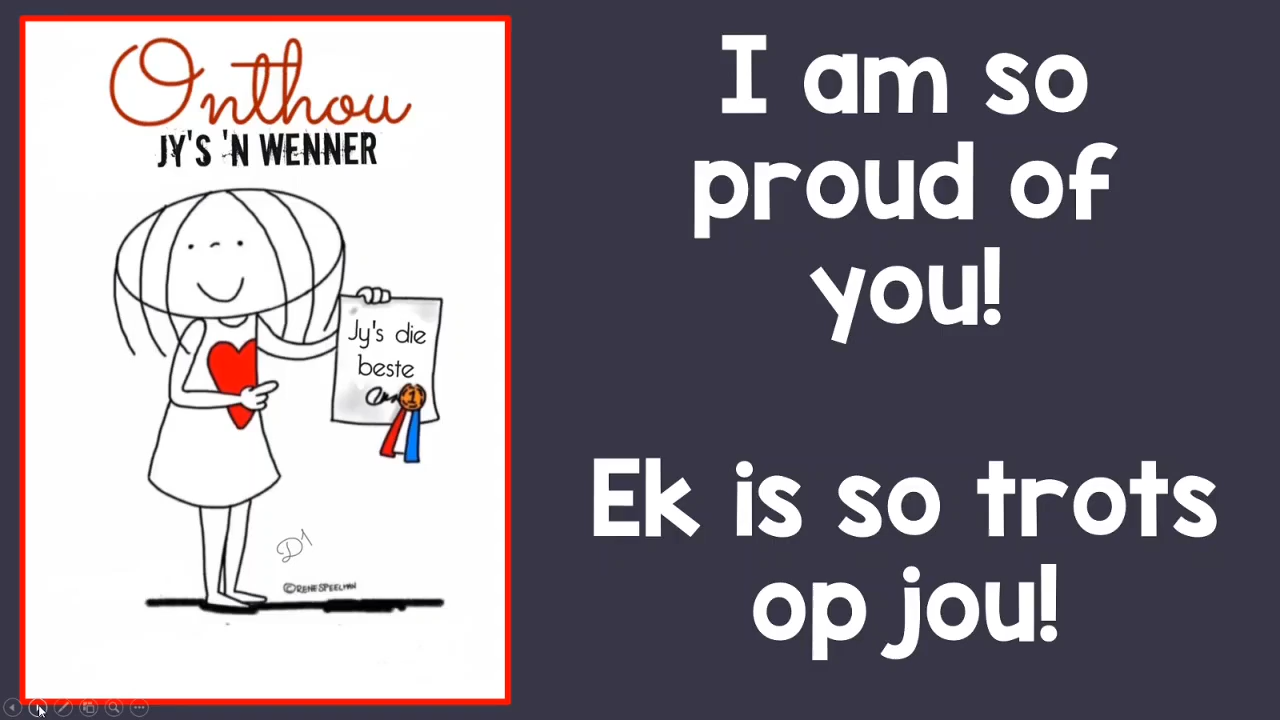 Onthou
JY'S 'N WENNER
Jy's die
beste
1
D1
©RENESPEELMAN
I am so
proud of
you!
Ek is so trots
op jou!